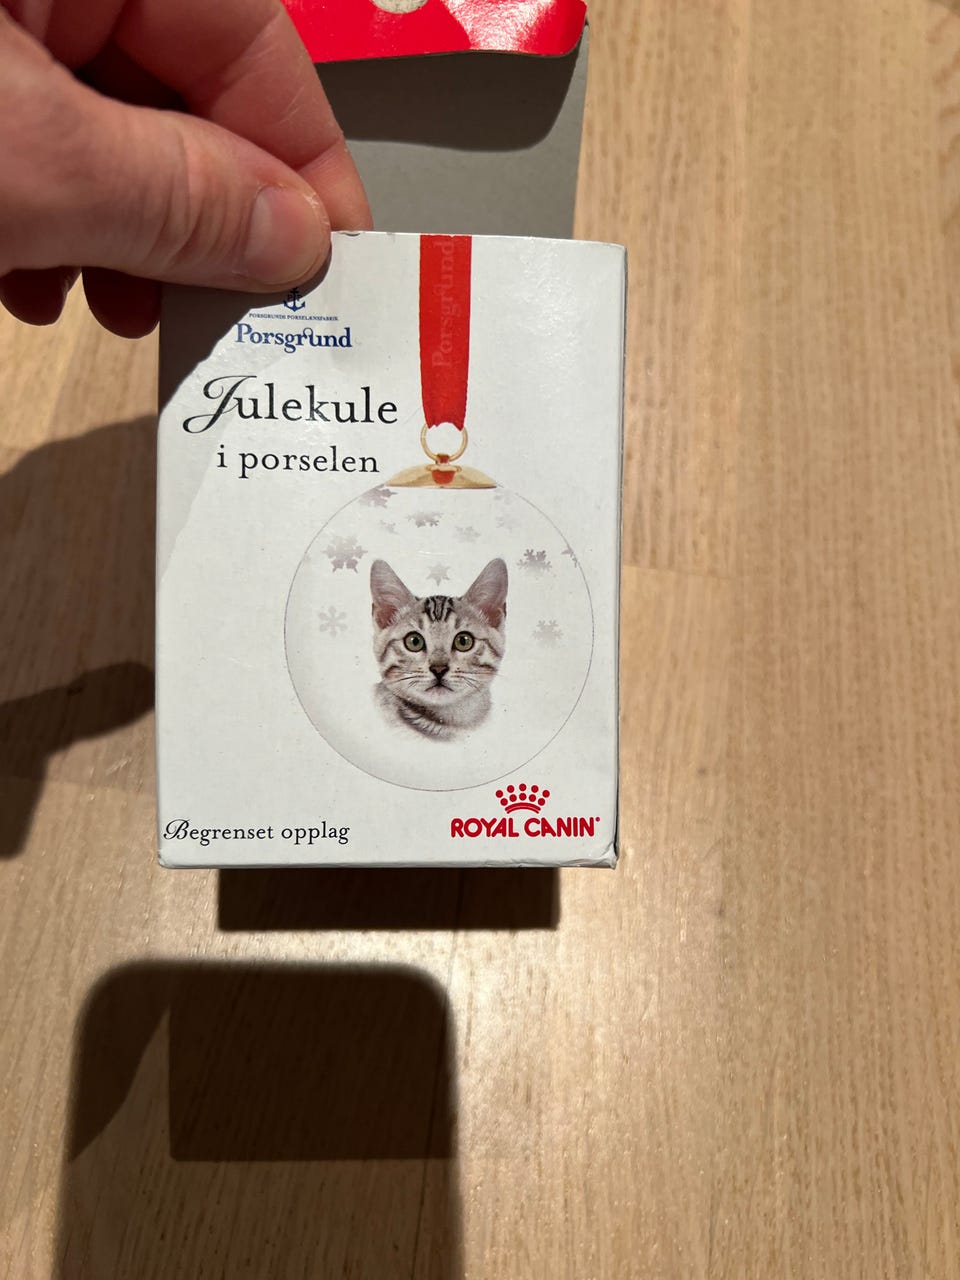 PORSGRUNDS PORSELÆNSFABRIK
Porsgrund
Porsgrund
Julekule
i porselen
Begrenset opplag
ROYAL CANIN